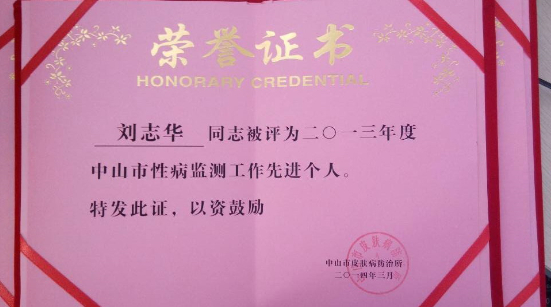 荣誉证书
HONORARY CREDENTIAL
刘志华 同志被评为二〇一三年度
中山市性病监测工作先进个人。
特发此证，以资鼓励
中山市皮肤病防治所
二〇一四年三月